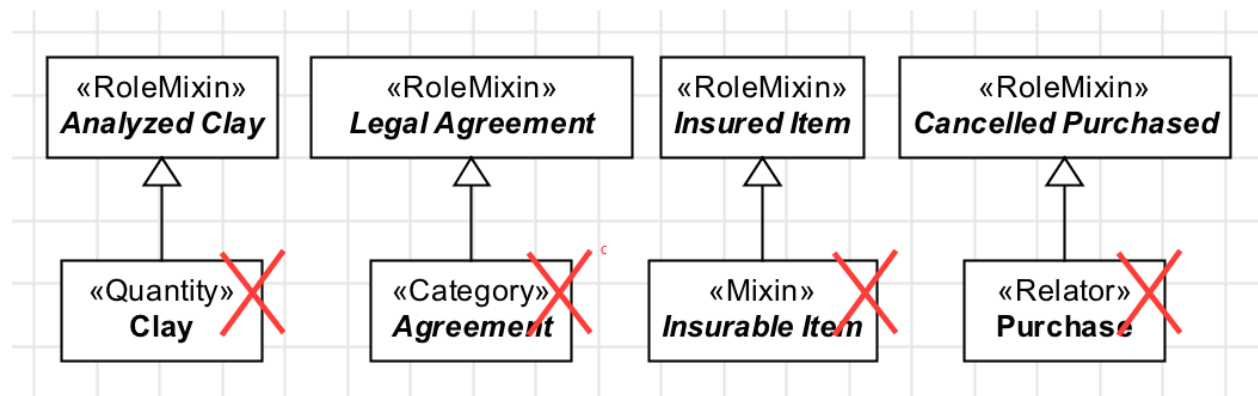 «RoleMixin»
Analyzed Clay
«RoleMixin»
Legal Agreement
«RoleMixin»
Insured Item
«RoleMixin»
Cancelled Purchased
«Quantity»
Clay
«Category»
Agreement
c
«Mixin»
Insurable Item
«Relator»
Purchase